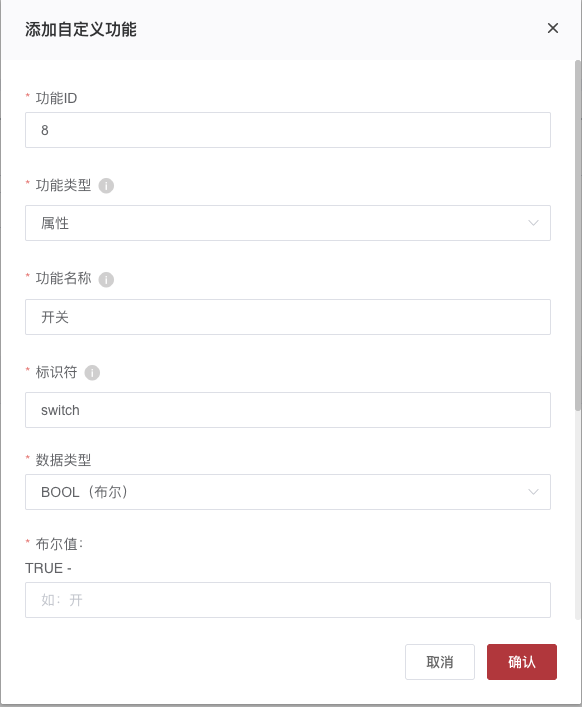 添加自定义功能
* 功能ID
8
* 功能类型
属性
* 功能名称
开关
* 标识符
switch
* 数据类型
BOOL（布尔）
* 布尔值：
TRUE -
如：开
取消
确认